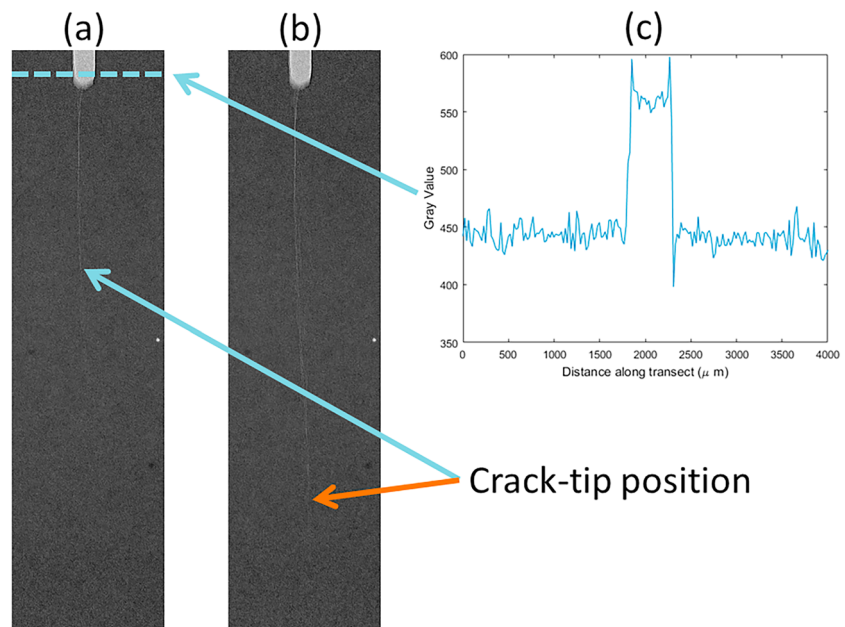 (a)
(b)
(c)
600
550
500
450
400
350
Gray Value
0
500
1000
1500
2000
2500
3000
3500
4000
Distance along transect (μ m)
Crack-tip position